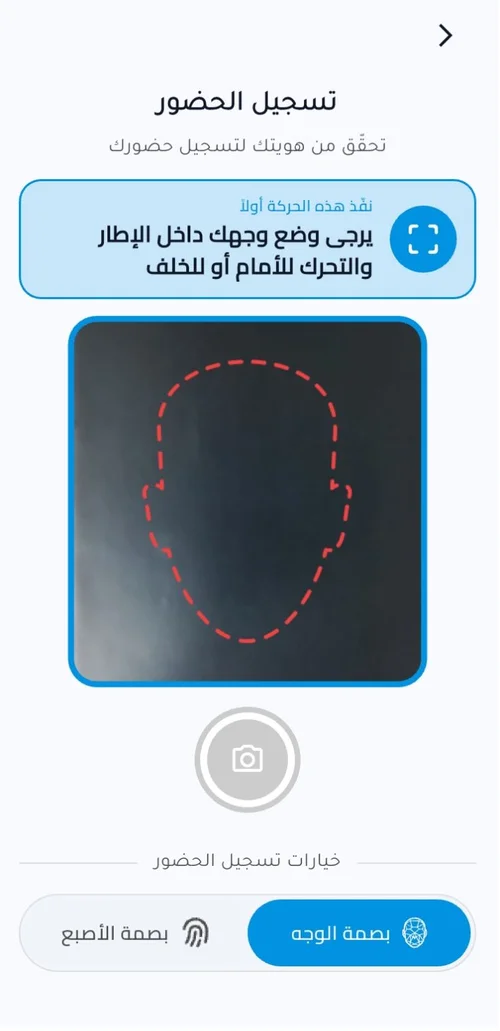 تسجيل الحضور
تحقّق من هويتك لتسجيل حضورك
نفّذ هذه الحركة أولاً
يرجى وضع وجهك داخل الإطار
والتحرك للأمام أو للخلف
خيارات تسجيل الحضور
بصمة الوجه
بصمة الأصبع